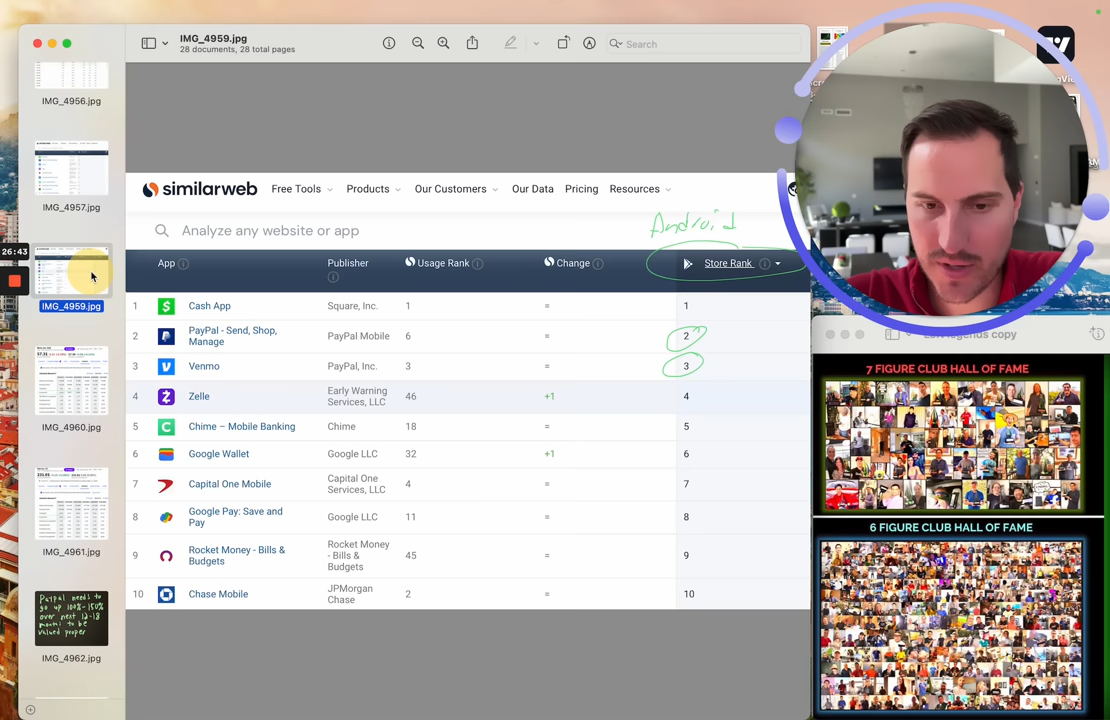 IMG_4959.jpg
28 documents, 28 total pages
Search
IMG_4956.jpg
IMG_4957.jpg
26:43
IMG_4959.jpg
IMG_4960.jpg
IMG_4961.jpg
Paypal needs to
go up 100%-150%
over next 12-18
months to be
valued proper
IMG_4962.jpg
similarweb Free Tools Products Our Customers Our Data Pricing Resources
Analyze any website or app
Android
App Publisher Usage Rank Change Store Rank
1 Cash App Square, Inc. 1 = 1
2 PayPal - Send, Shop, Manage PayPal Mobile 6 = 2
3 Venmo PayPal, Inc. 3 = 3
4 Zelle Early Warning Services, LLC 46 +1 4
5 Chime – Mobile Banking Chime 18 = 5
6 Google Wallet Google LLC 32 +1 6
7 Capital One Mobile Capital One Services, LLC 4 = 7
8 Google Pay: Save and Pay Google LLC 11 = 8
9 Rocket Money - Bills & Budgets Rocket Money - Bills & Budgets 45 = 9
10 Chase Mobile JPMorgan Chase 2 = 10
legends copy
7 FIGURE CLUB HALL OF FAME
6 FIGURE CLUB HALL OF FAME